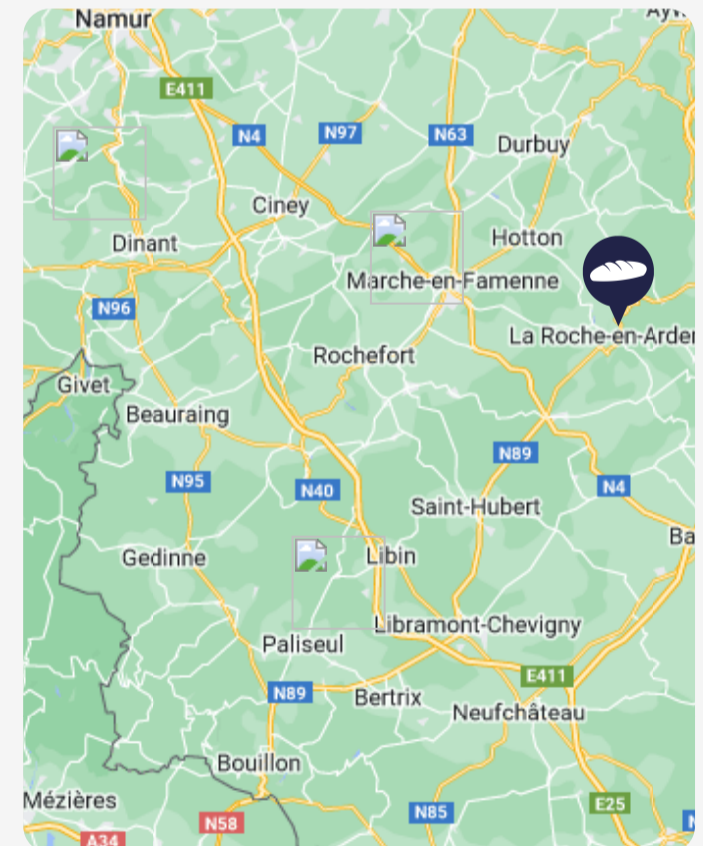 Namur
E411
N4
N97
N63
Durbuy
Ciney
Dinant
Hotton
Marche-en-Famenne
N96
La Roche-en-Arden
Rochefort
Givet
Beauraing
N89
N95
N40
N4
Saint-Hubert
Ba
Gedinne
Libin
Libramont-Chevigny
Paliseul
E411
N89
Bertrix
Neufchâteau
Bouillon
Mézières
E25
N85
N58
A34